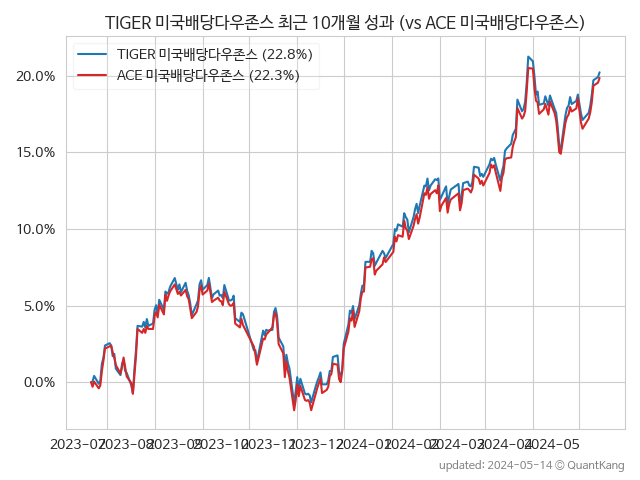 TIGER 미국배당다우존스 최근 10개월 성과 (vs ACE 미국배당다우존스)
TIGER 미국배당다우존스 (22.8%)
ACE 미국배당다우존스 (22.3%)
20.0%
15.0%
10.0%
5.0%
0.0%
2023-07 2023-08 2023-09 2023-10 2023-11 2023-12 2024-01 2024-02 2024-03 2024-04 2024-05
updated: 2024-05-14 © QuantKang